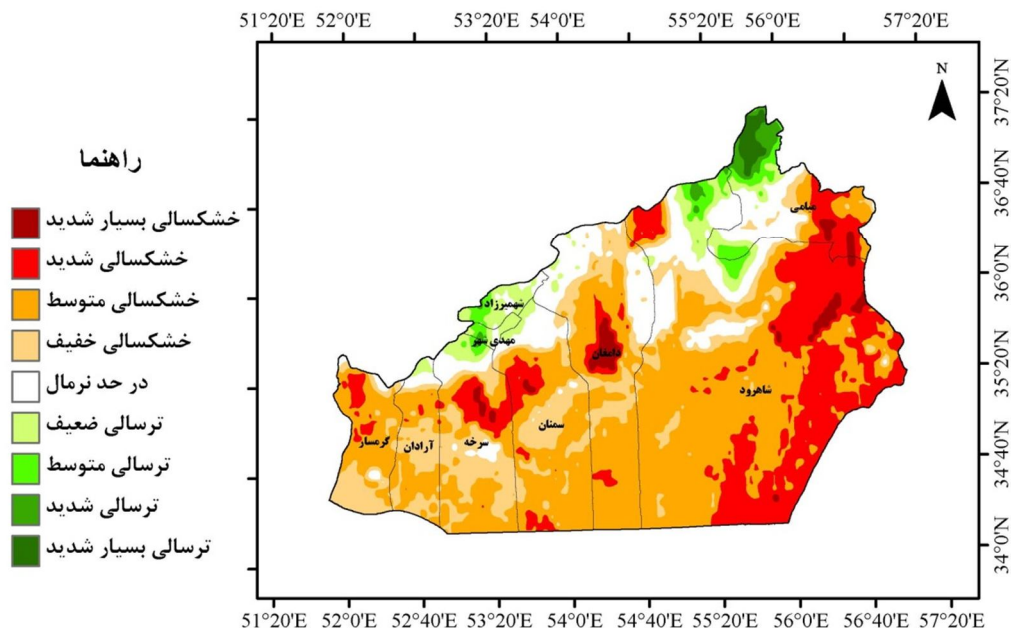 51°20'E 52°0'E 53°20'E 54°0'E 55°20'E 56°0'E 57°20'E
N
37°20'N
36°40'N
36°0'N
35°20'N
34°40'N
34°0'N
راهنما
خشکسالی بسیار شدید
خشکسالی شدید
خشکسالی متوسط
خشکسالی خفیف
در حد نرمال
ترسالی ضعیف
ترسالی متوسط
ترسالی شدید
ترسالی بسیار شدید
میامی
شهمیرزاد
مهدی شهر
دامغان
شاهرود
سمنان
سرخه
آرادان
گرمسار
51°20'E 52°0'E 52°40'E 53°20'E 54°0'E 54°40'E 55°20'E 56°0'E 56°40'E 57°20'E